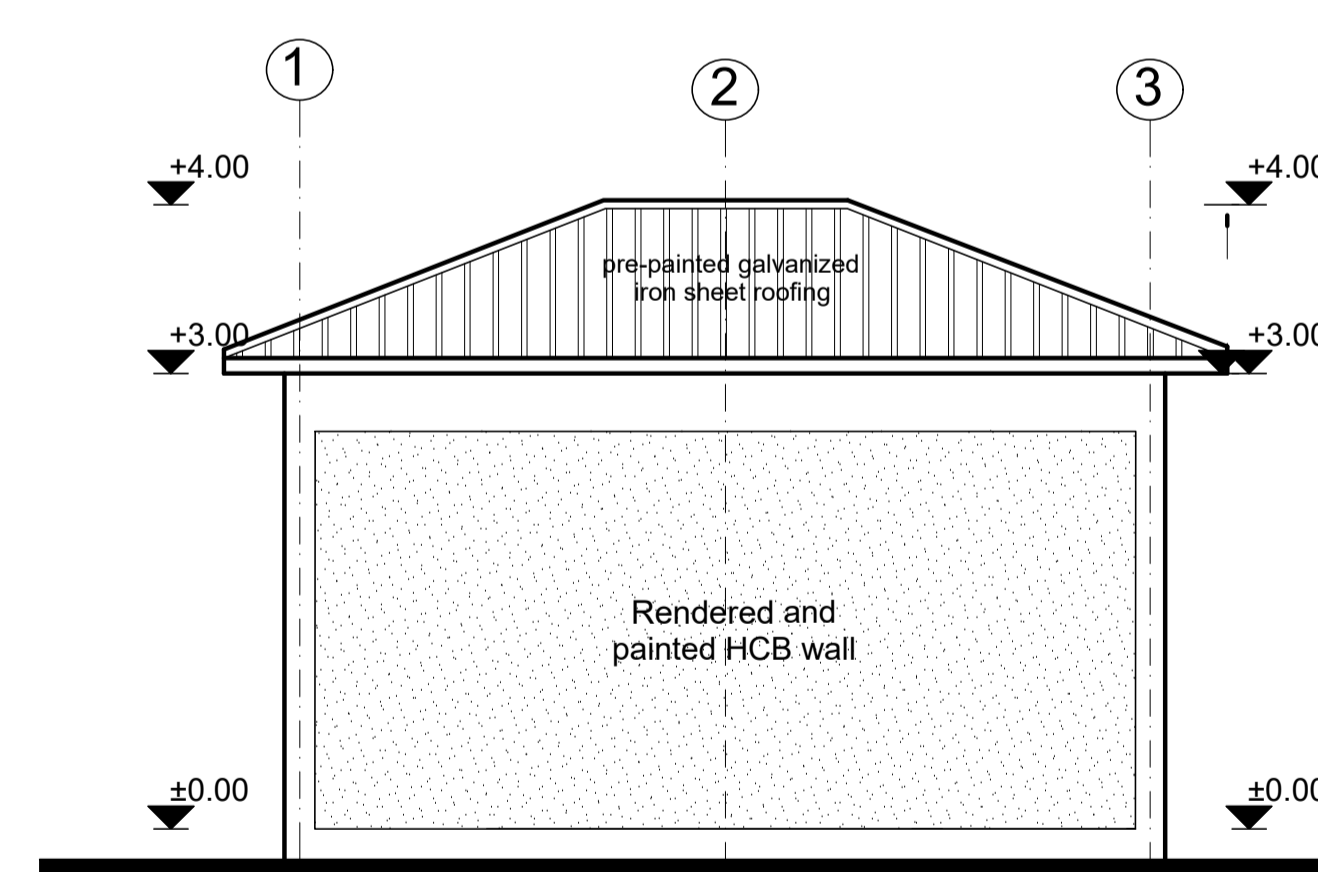 1
2
3
+4.00
+4.00
pre-painted galvanized
iron sheet roofing
+3.00
+3.00
Rendered and
painted HCB wall
±0.00
±0.00